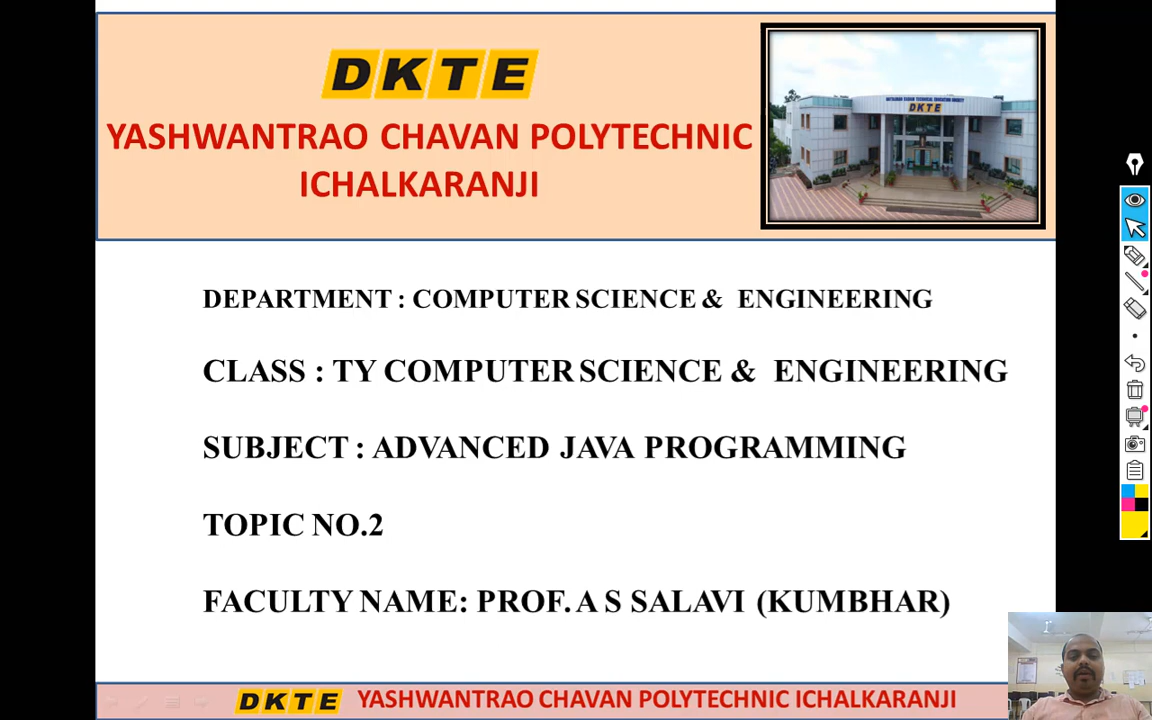 DKTE
YASHWANTRAO CHAVAN POLYTECHNIC
ICHALKARANJI
DKTE
DEPARTMENT : COMPUTER SCIENCE & ENGINEERING
CLASS : TY COMPUTER SCIENCE & ENGINEERING
SUBJECT : ADVANCED JAVA PROGRAMMING
TOPIC NO.2
FACULTY NAME: PROF. A S SALAVI (KUMBHAR)
DKTE YASHWANTRAO CHAVAN POLYTECHNIC ICHALKARANJI